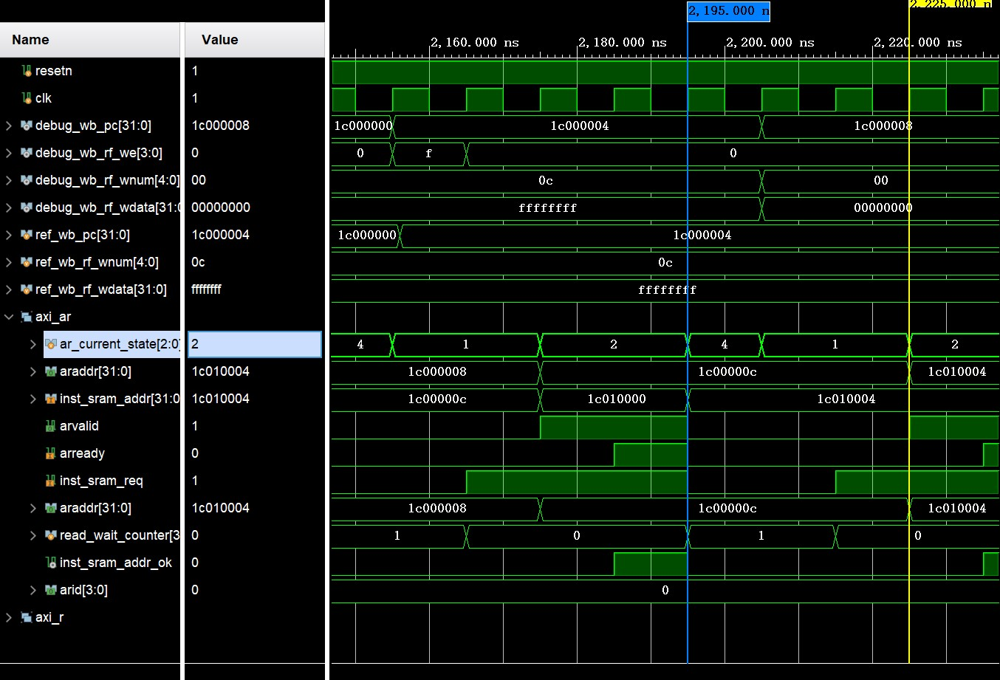 2,195.000 n
2,225.000 n
Name
Value
2,160.000 ns
2,180.000 ns
2,200.000 ns
2,220.000 ns
resetn
1
clk
1
debug_wb_pc[31:0]
1c000008
1c000000
1c000004
1c000008
debug_wb_rf_we[3:0]
0
0
f
0
debug_wb_rf_wnum[4:0]
00
0c
00
debug_wb_rf_wdata[31:0
00000000
ffffffff
00000000
ref_wb_pc[31:0]
1c000004
1c000000
1c000004
ref_wb_rf_wnum[4:0]
0c
0c
ref_wb_rf_wdata[31:0]
ffffffff
ffffffff
axi_ar
ar_current_state[2:0]
2
4
1
2
4
1
2
araddr[31:0]
1c010004
1c000008
1c00000c
1c010004
inst_sram_addr[31:0
1c010004
1c00000c
1c010000
1c010004
arvalid
1
arready
0
inst_sram_req
1
araddr[31:0]
1c010004
1c000008
1c00000c
1c010004
read_wait_counter[3
0
1
0
1
0
inst_sram_addr_ok
0
arid[3:0]
0
0
axi_r